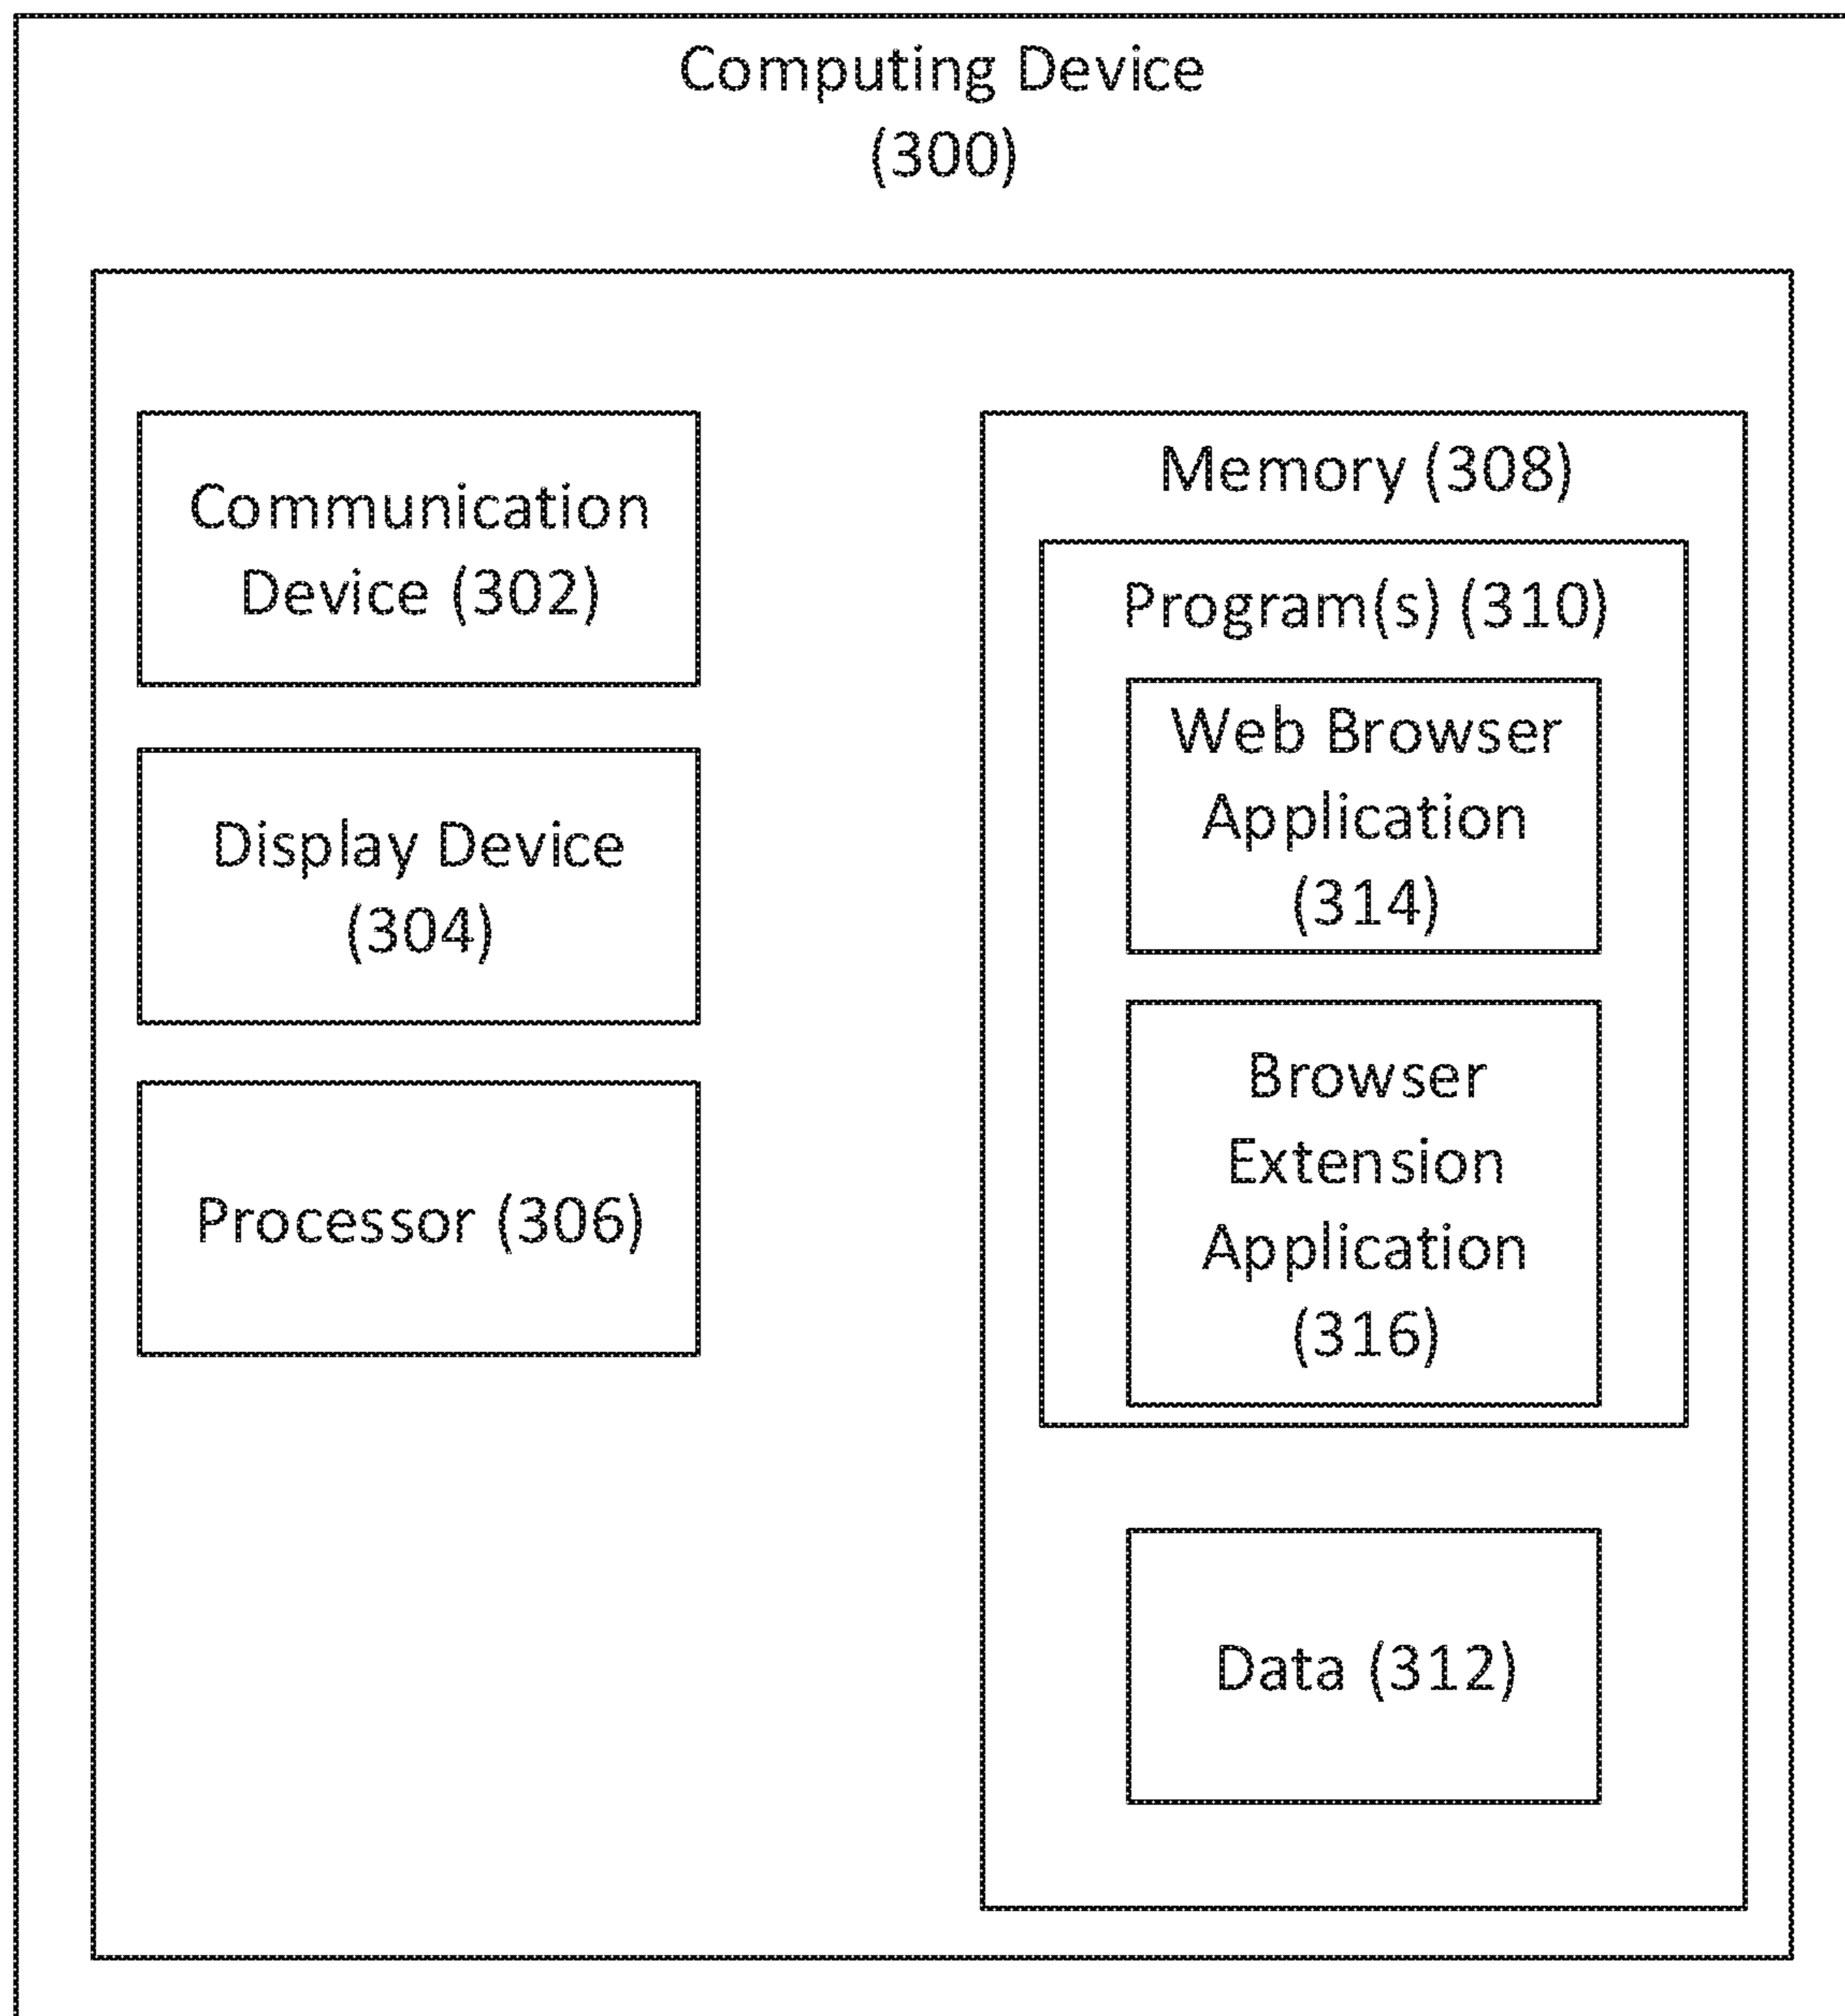 Computing Device
(300)
Communication
Device (302)
Display Device
(304)
Processor (306)
Memory (308)
Program(s) (310)
Web Browser
Application
(314)
Browser
Extension
Application
(316)
Data (312)